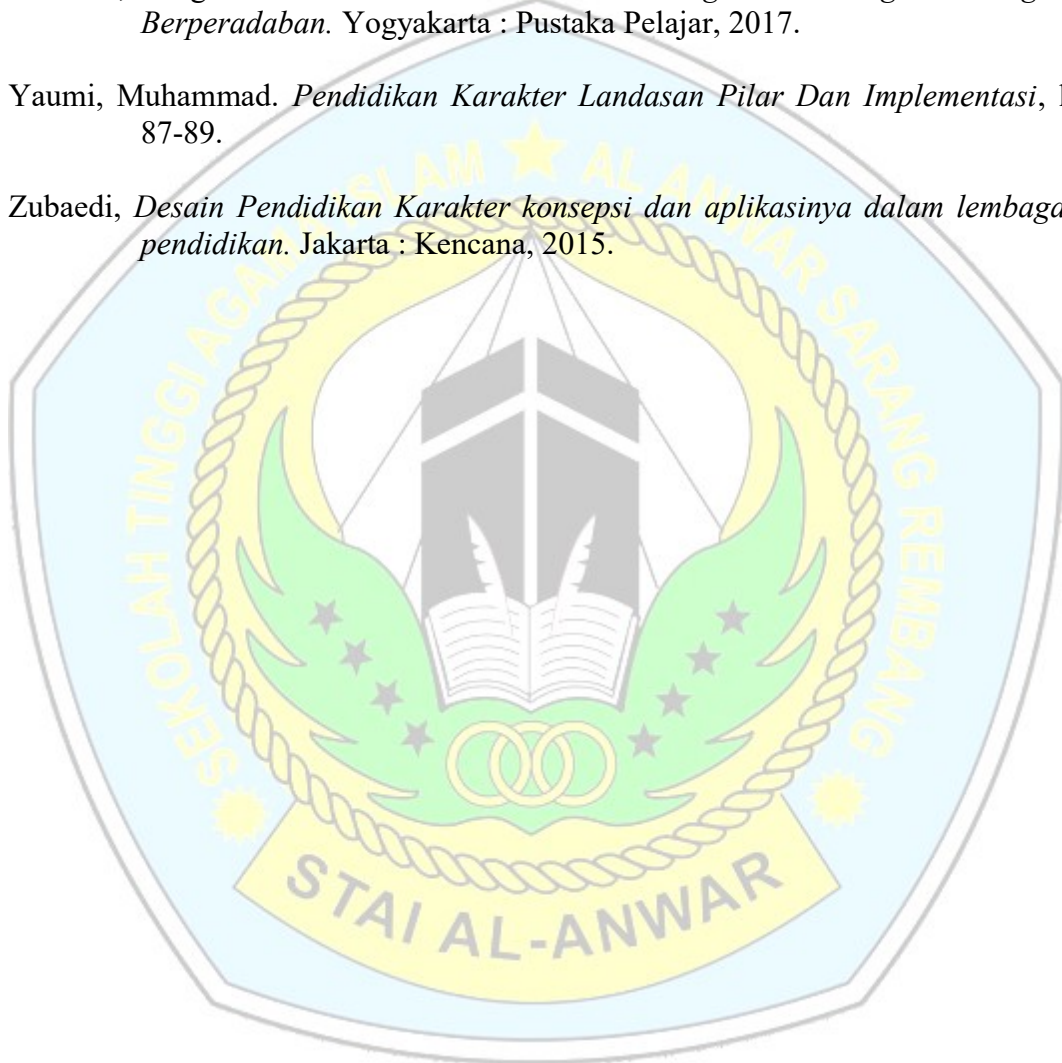 Berperadaban. Yogyakarta : Pustaka Pelajar, 2017.
Yaumi, Muhammad. Pendidikan Karakter Landasan Pilar Dan Implementasi,
87-89.
Zubaedi, Desain Pendidikan Karakter konsepsi dan aplikasinya dalam lembaga
pendidikan. Jakarta : Kencana, 2015.
SEKOLAH TINGGI AGAMA ISLAM AL ANWAR SARANG REMBANG
STAI AL-ANWAR